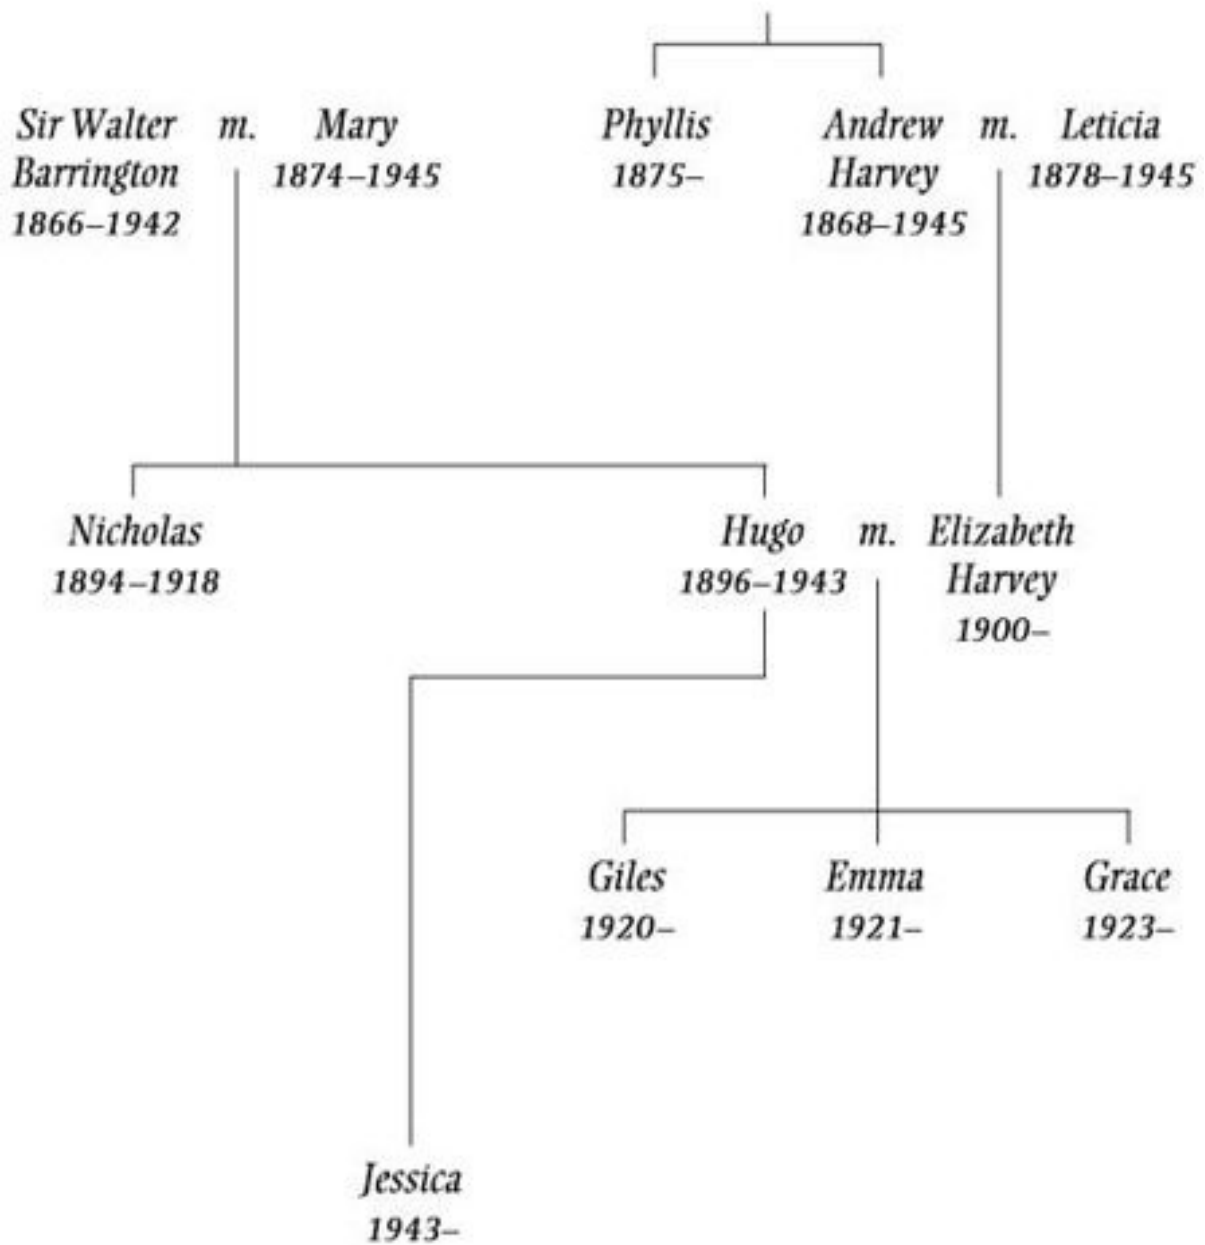 Sir Walter m. Mary Phyllis Andrew m. Leticia
Barrington 1874–1945 1875– Harvey 1878–1945
1866–1942 1868–1945
Nicholas Hugo m. Elizabeth
1894–1918 1896–1943 Harvey
1900–
Giles Emma Grace
1920– 1921– 1923–
Jessica
1943–